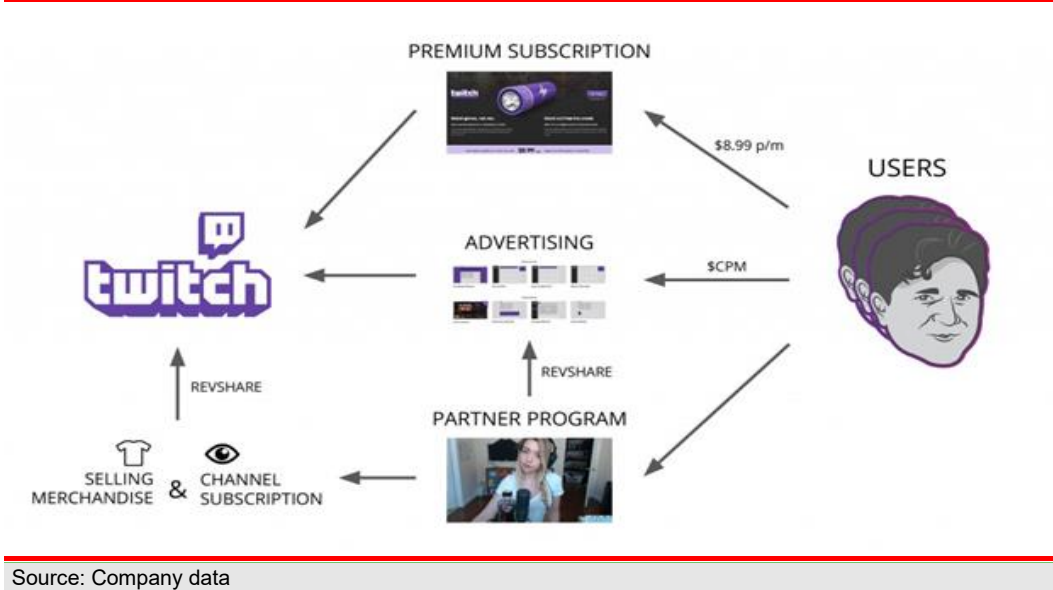 PREMIUM SUBSCRIPTION
twitch
$8.99 p/m
USERS
twitch
ADVERTISING
$CPM
REVSHARE
REVSHARE
PARTNER PROGRAM
SELLING
MERCHANDISE
&
CHANNEL
SUBSCRIPTION
Source: Company data